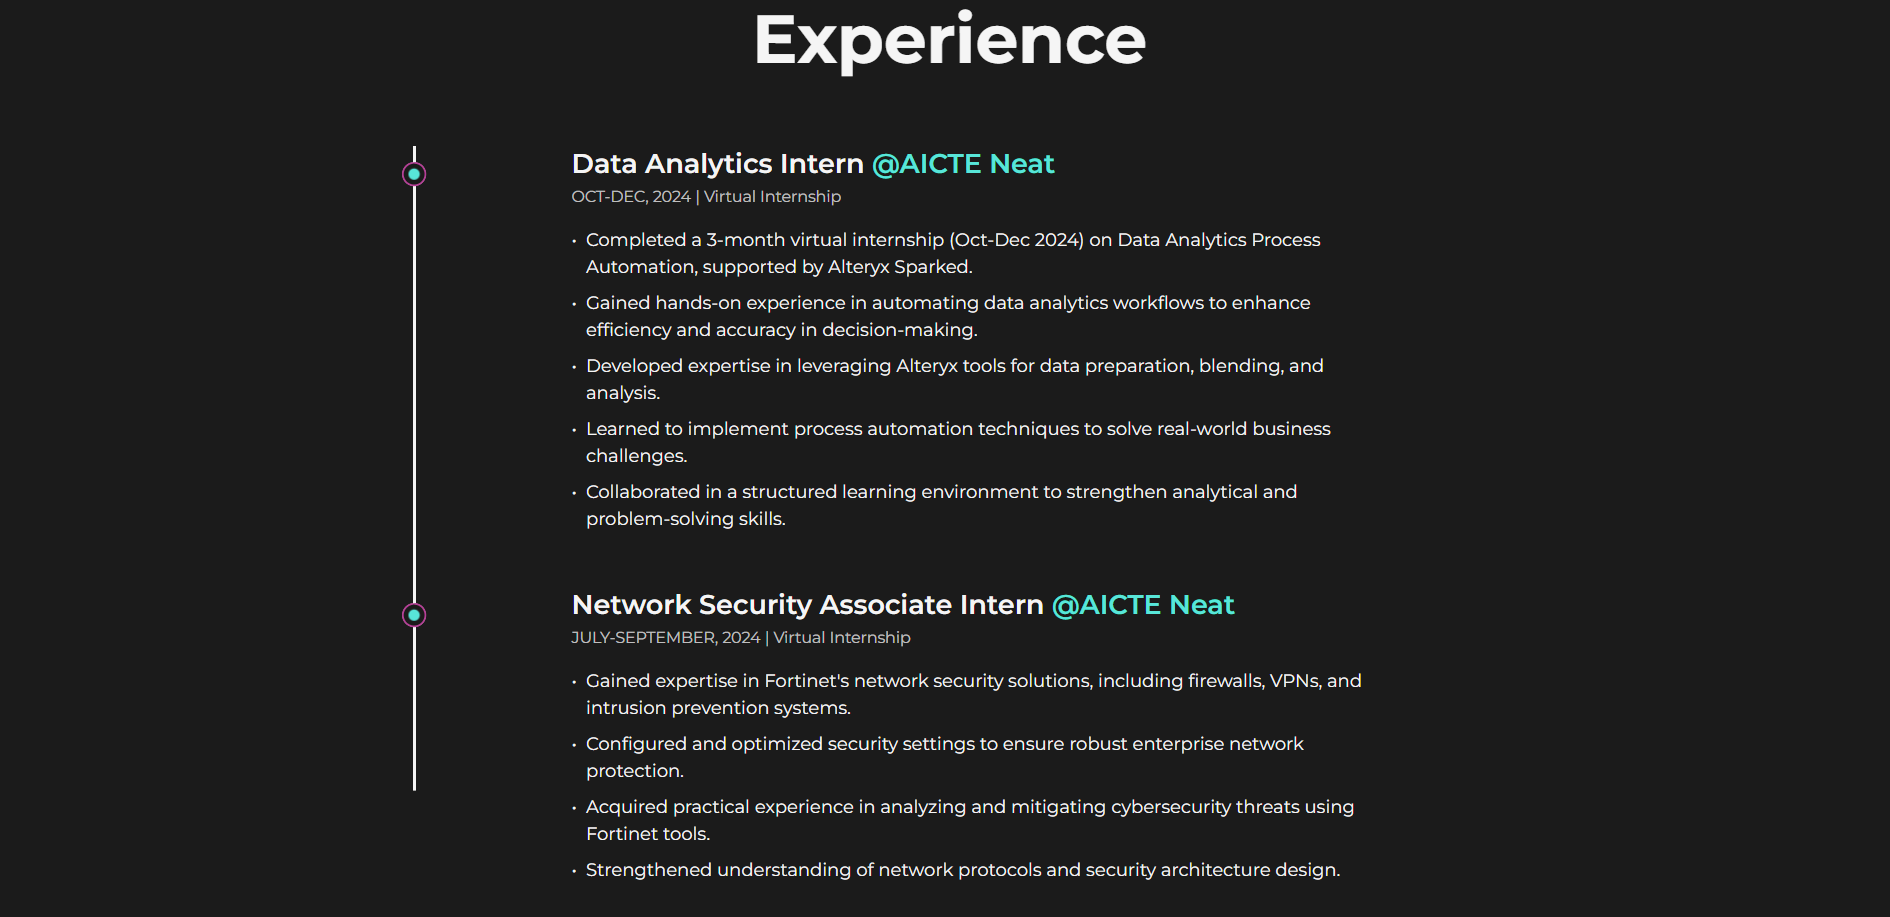 Experience
Data Analytics Intern @AICTE Neat
OCT-DEC, 2024 | Virtual Internship
• Completed a 3-month virtual internship (Oct-Dec 2024) on Data Analytics Process
Automation, supported by Alteryx Sparked.
• Gained hands-on experience in automating data analytics workflows to enhance
efficiency and accuracy in decision-making.
• Developed expertise in leveraging Alteryx tools for data preparation, blending, and
analysis.
• Learned to implement process automation techniques to solve real-world business
challenges.
• Collaborated in a structured learning environment to strengthen analytical and
problem-solving skills.
Network Security Associate Intern @AICTE Neat
JULY-SEPTEMBER, 2024 | Virtual Internship
• Gained expertise in Fortinet's network security solutions, including firewalls, VPNs, and
intrusion prevention systems.
• Configured and optimized security settings to ensure robust enterprise network
protection.
• Acquired practical experience in analyzing and mitigating cybersecurity threats using
Fortinet tools.
• Strengthened understanding of network protocols and security architecture design.